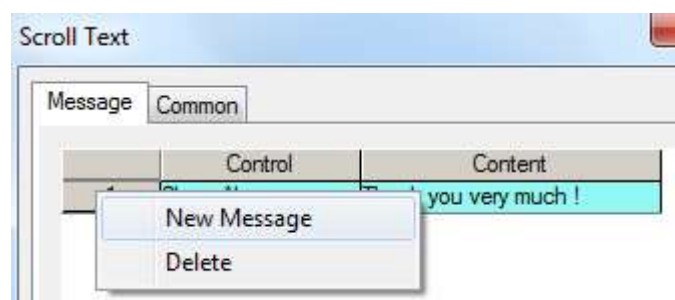 Scroll Text
Message Common
Control Content
you very much !
New Message
Delete